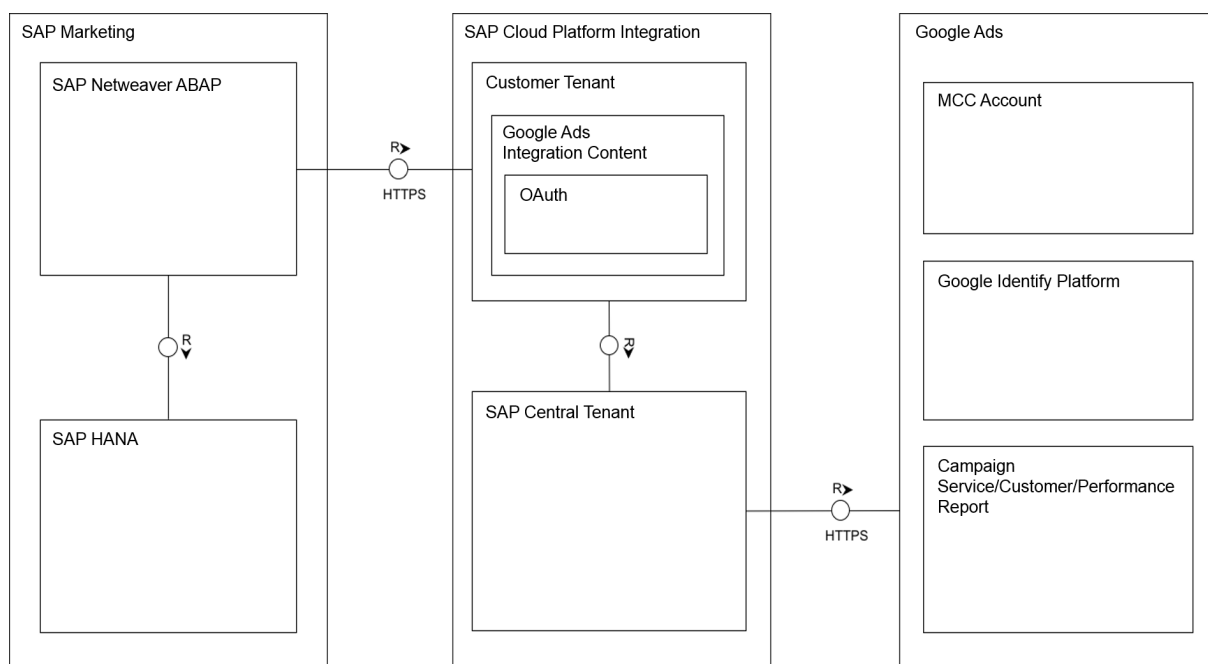 SAP Marketing
SAP Netweaver ABAP
R
HTTPS
R
SAP HANA
SAP Cloud Platform Integration
Customer Tenant
Google Ads
Integration Content
OAuth
R
SAP Central Tenant
R
HTTPS
Google Ads
MCC Account
Google Identify Platform
Campaign
Service/Customer/Performance
Report